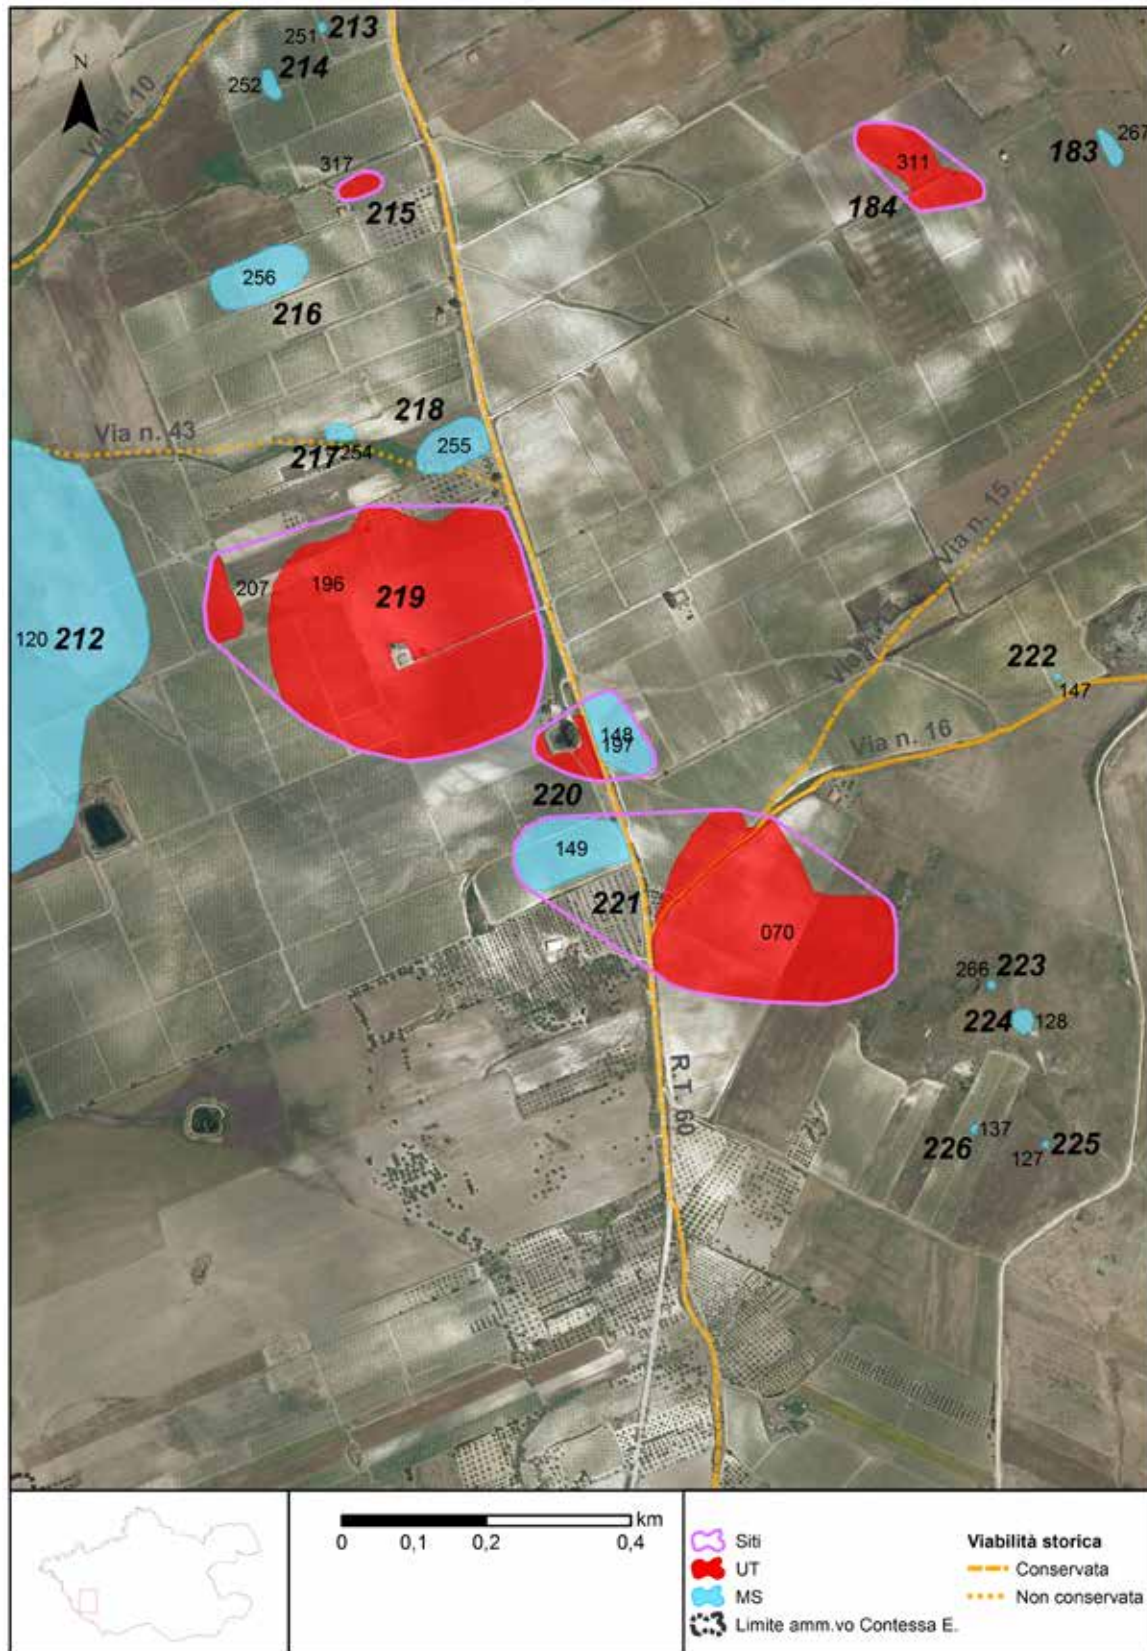 251 213
N
252 214
Via n. 10
317
215
183 267
311
184
256
216
218
Via n. 43
255
217 254
207
196
219
120 212
Via n. 15
222
147
148
197
Via n. 16
220
149
221
070
266 223
224 128
R.T. 60
137
226
127 225
km
0 0,1 0,2 0,4
Siti
UT
MS
Limite amm.vo Contessa E.
Viabilità storica
Conservata
Non conservata